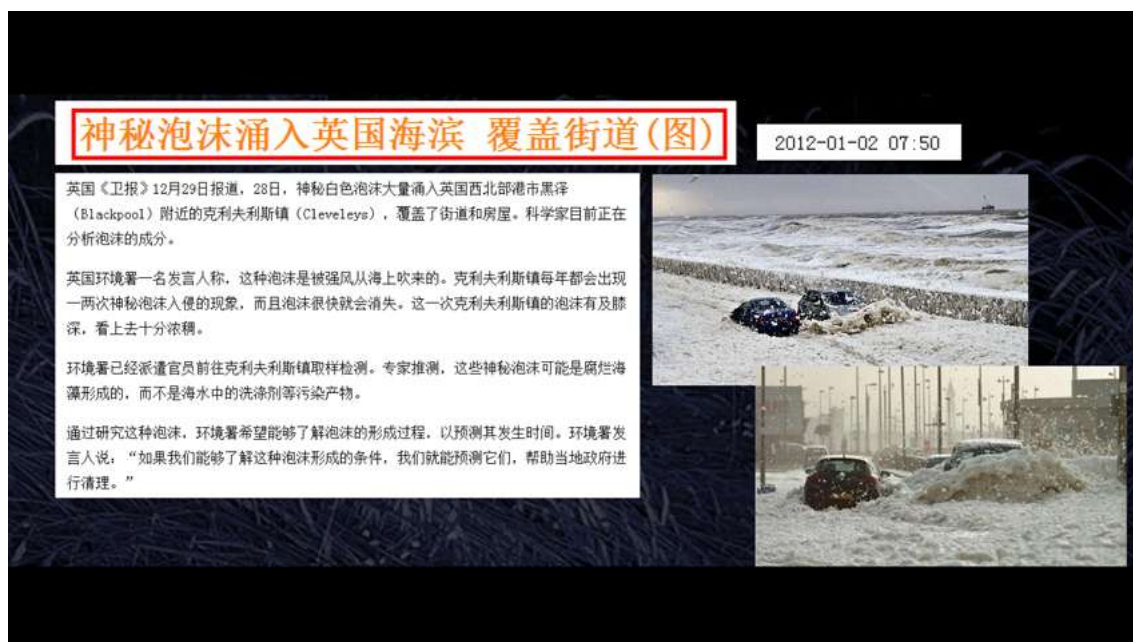 神秘泡沫涌入英国海滨 覆盖街道(图)
2012-01-02 07:50
英国《卫报》12月29日报道，28日，神秘白色泡沫大量涌入英国西北部港市黑泽
（Blackpool）附近的克利夫利斯镇（Cleveleys），覆盖了街道和房屋。科学家目前正在
分析泡沫的成分。
英国环境署一名发言人称，这种泡沫是被强风从海上吹来的。克利夫利斯镇每年都会出现
一两次神秘泡沫入侵的现象，而且泡沫很快就会消失。这一次克利夫利斯镇的泡沫有及膝
深，看上去十分浓稠。
环境署已经派遣官员前往克利夫利斯镇取样检测。专家推测，这些神秘泡沫可能是腐烂海
藻形成的，而不是海水中的洗涤剂等污染产物。
通过研究这种泡沫，环境署希望能够了解泡沫的形成过程，以预测其发生时间。环境署发
言人说：“如果我们能够了解这种泡沫形成的条件，我们就能预测它们，帮助当地政府进
行清理。”